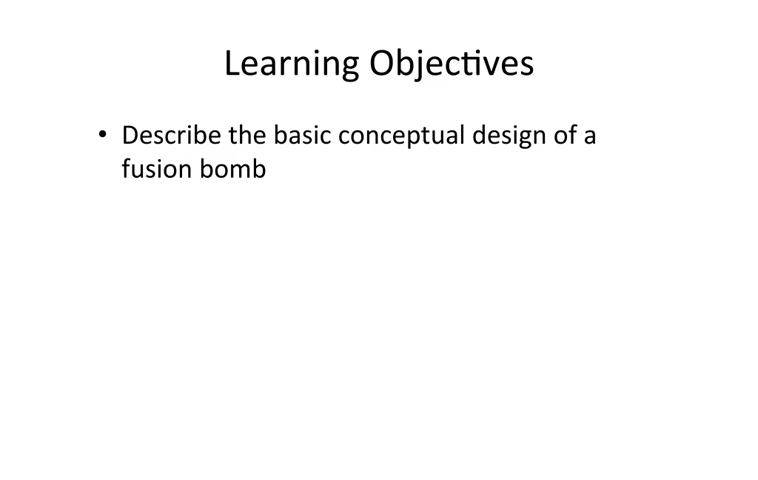 Learning Objectives
• Describe the basic conceptual design of a
fusion bomb